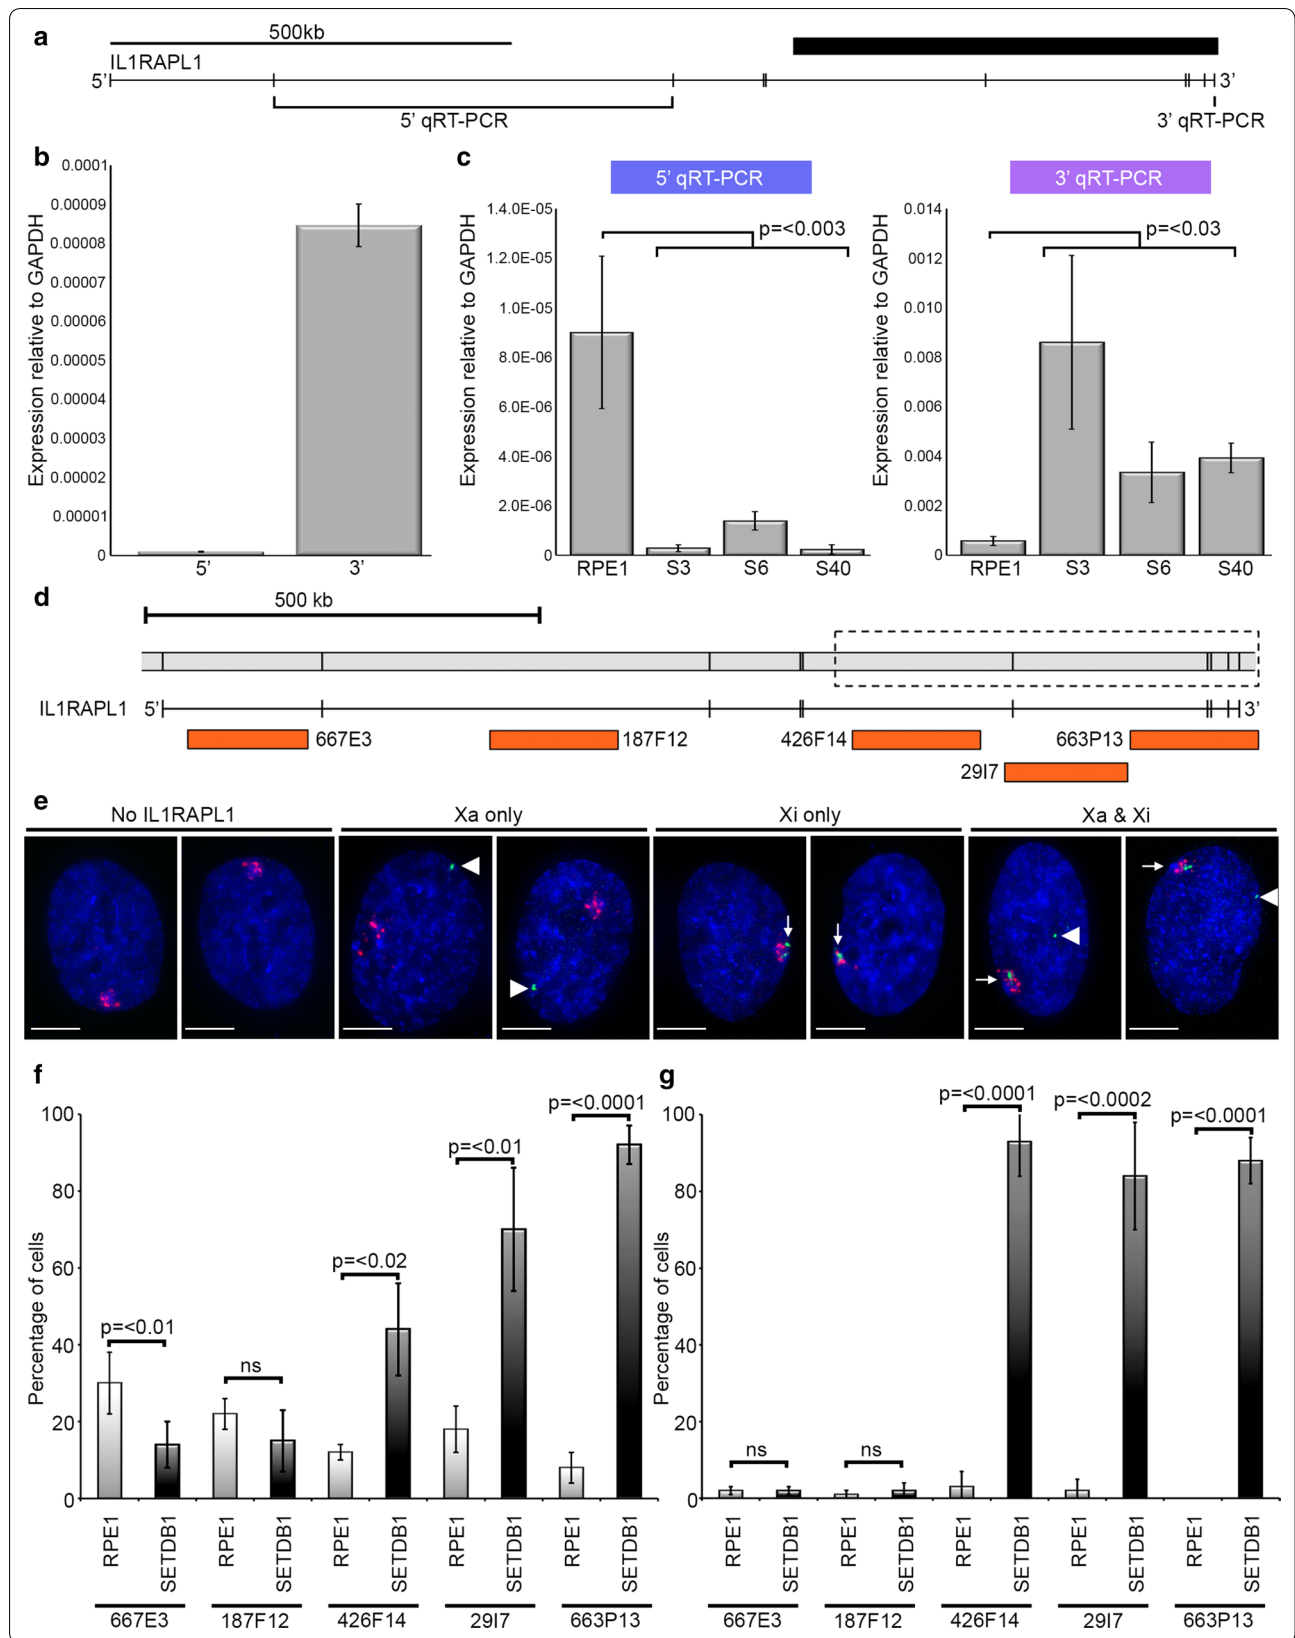 a
500kb
IL1RAPL1
5’
3’
5’ qRT-PCR
3’ qRT-PCR
b
Expression relative to GAPDH
0.0001
0.00009
0.00008
0.00007
0.00006
0.00005
0.00004
0.00003
0.00002
0.00001
0
5’
3’
c
5’ qRT-PCR
Expression relative to GAPDH
1.4.0E-05
1.2.0E-05
1.0E-05
8.0E-06
6.0E-06
4.0E-06
2.0E-06
0
p=<0.003
RPE1
S3
S6
S40
3’ qRT-PCR
Expression relative to GAPDH
0.014
0012
0.010
0.008
0.006
0.004
0.002
0
p=<0.03
RPE1
S3
S6
S40
d
500 kb
IL1RAPL1
5’
3’
667E3
187F12
426F14
663P13
29I7
e
No IL1RAPL1
Xa only
Xi only
Xa & Xi
f
Percentage of cells
100
80
60
40
20
0
p=<0.01
ns
p=<0.02
p=<0.01
p=<0.0001
RPE1
SETDB1
RPE1
SETDB1
RPE1
SETDB1
RPE1
SETDB1
RPE1
SETDB1
667E3
187F12
426F14
29I7
663P13
g
Percentage of cells
100
80
60
40
20
0
ns
ns
p=<0.0001
p=<0.0002
p=<0.0001
RPE1
SETDB1
RPE1
SETDB1
RPE1
SETDB1
RPE1
SETDB1
RPE1
SETDB1
667E3
187F12
426F14
29I7
663P13